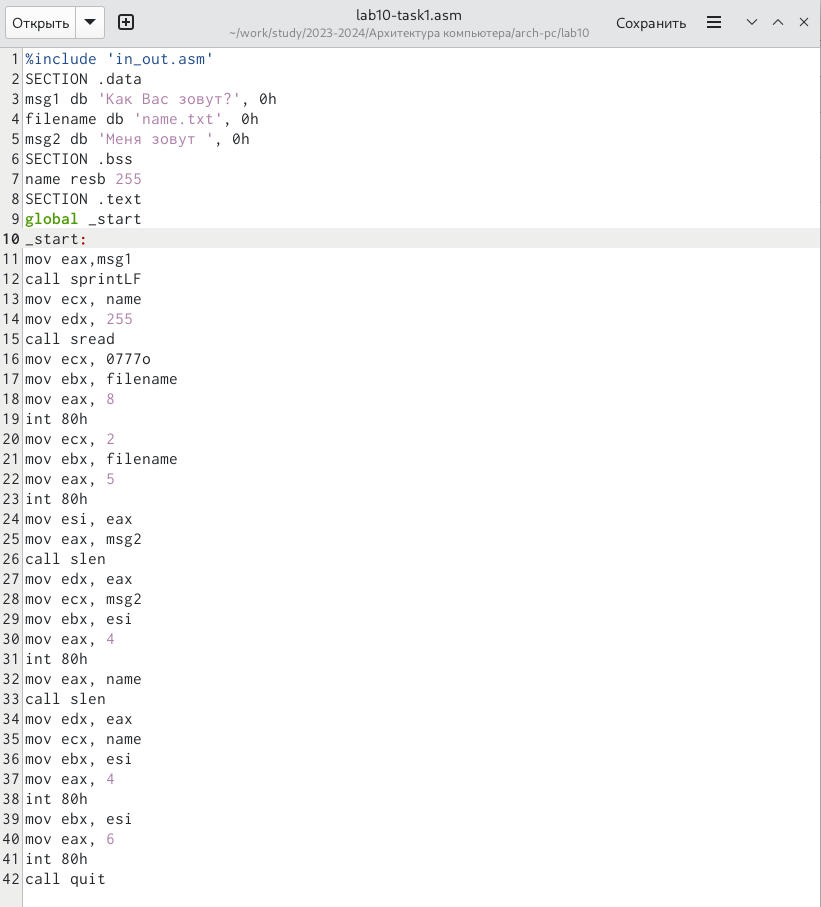 Открыть
lab10-task1.asm
~/work/study/2023-2024/Архитектура компьютера/arch-pc/lab10
Сохранить
1 %include 'in_out.asm'
2 SECTION .data
3 msg1 db 'Как Вас зовут?', 0h
4 filename db 'name.txt', 0h
5 msg2 db 'Меня зовут ', 0h
6 SECTION .bss
7 name resb 255
8 SECTION .text
9 global _start
10 _start:
11 mov eax,msg1
12 call sprintLF
13 mov ecx, name
14 mov edx, 255
15 call sread
16 mov ecx, 0777o
17 mov ebx, filename
18 mov eax, 8
19 int 80h
20 mov ecx, 2
21 mov ebx, filename
22 mov eax, 5
23 int 80h
24 mov esi, eax
25 mov eax, msg2
26 call slen
27 mov edx, eax
28 mov ecx, msg2
29 mov ebx, esi
30 mov eax, 4
31 int 80h
32 mov eax, name
33 call slen
34 mov edx, eax
35 mov ecx, name
36 mov ebx, esi
37 mov eax, 4
38 int 80h
39 mov ebx, esi
40 mov eax, 6
41 int 80h
42 call quit